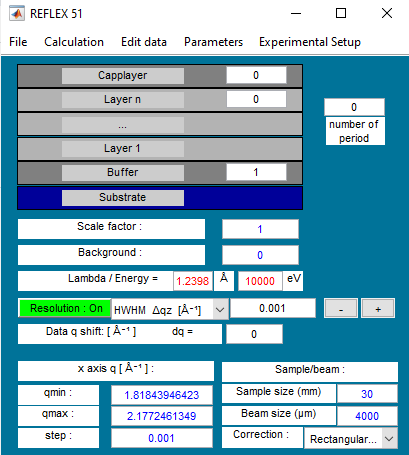 REFLEX 51
File Calculation Edit data Parameters Experimental Setup
Capplayer 0
Layer n 0
0
number of
period
...
Layer 1
Buffer 1
Substrate
Scale factor : 1
Background : 0
Lambda / Energy = 1.2398 Å 10000 eV
Resolution : On HWHM Δqz [Å⁻¹] 0.001 - +
Data q shift: [ Å⁻¹ ] dq = 0
x axis q [ Å⁻¹ ] : Sample/beam :
qmin : 1.81843946423 Sample size (mm) 30
qmax : 2.1772461349 Beam size (µm) 4000
step : 0.001 Correction : Rectangular...